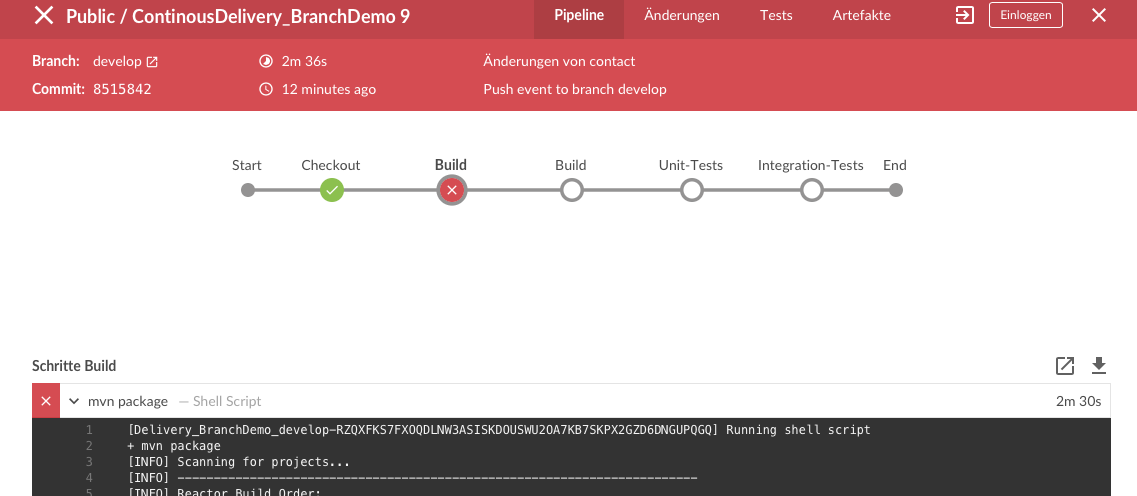 Public / ContinousDelivery_BranchDemo 9 Pipeline Änderungen Tests Artefakte Einloggen
Branch: develop 2m 36s Änderungen von contact
Commit: 8515842 12 minutes ago Push event to branch develop
Start Checkout Build Build Unit-Tests Integration-Tests End
Schritte Build
mvn package — Shell Script 2m 30s
1 [Delivery_BranchDemo_develop-RZQXFKS7FXOQDLNW3ASISKDOUSWU2OA7KB7SKPX2GZD6DNGUPQGQ] Running shell script
2 + mvn package
3 [INFO] Scanning for projects...
4 [INFO] ------------------------------------------------------------------------
5 [INFO] Reactor Build Order: